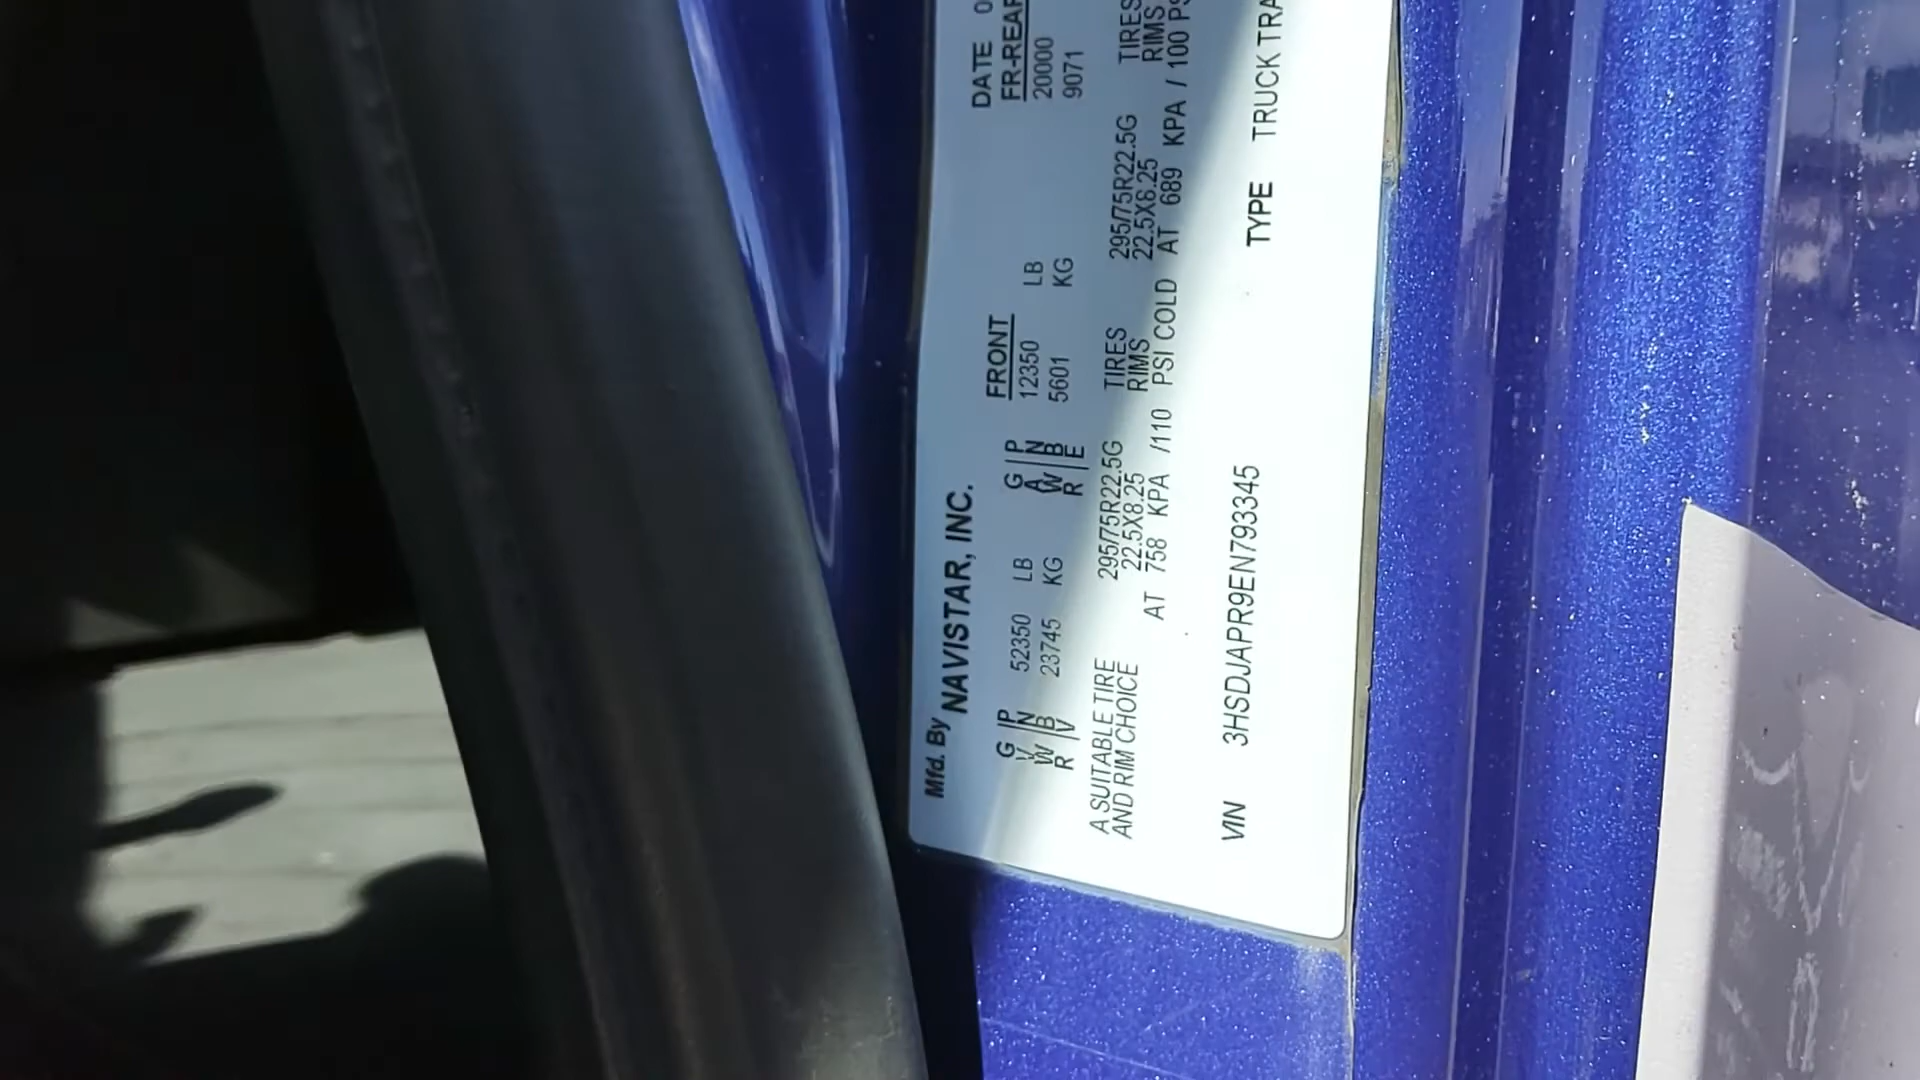 Mfd. By
NAVISTAR, INC.
DATE 0
G V W R | P N B V
52350 LB
23745 KG
G A W R | P N B E
FRONT
12350 LB
5601 KG
FR-REAR
20000
9071
A SUITABLE TIRE
AND RIM CHOICE
295/75R22.5G TIRES 295/75R22.5G TIRES
22.5X8.25 RIMS 22.5X8.25 RIMS
AT 758 KPA /110 PSI COLD AT 689 KPA / 100 PS
VIN 3HSDJAPR9EN793345 TYPE TRUCK TRA